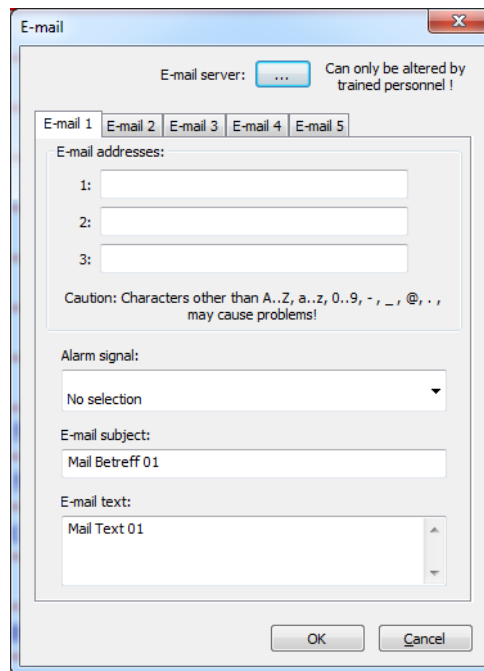 E-mail
E-mail server:
...
Can only be altered by
trained personnel !
E-mail 1
E-mail 2
E-mail 3
E-mail 4
E-mail 5
E-mail addresses:
1:
2:
3:
Caution: Characters other than A..Z, a..z, 0..9, - , _ , @, . ,
may cause problems!
Alarm signal:
No selection
E-mail subject:
Mail Betreff 01
E-mail text:
Mail Text 01
OK
Cancel